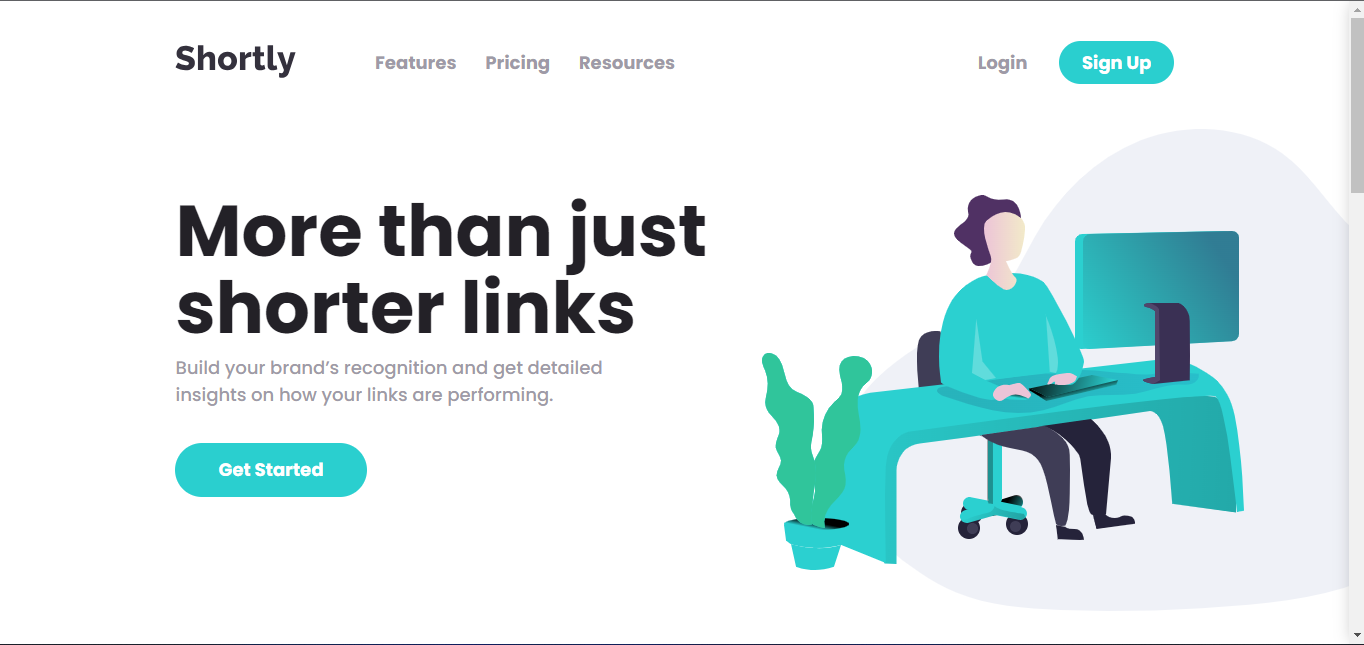 Shortly Features Pricing Resources Login Sign Up
More than just
shorter links
Build your brand’s recognition and get detailed
insights on how your links are performing.
Get Started